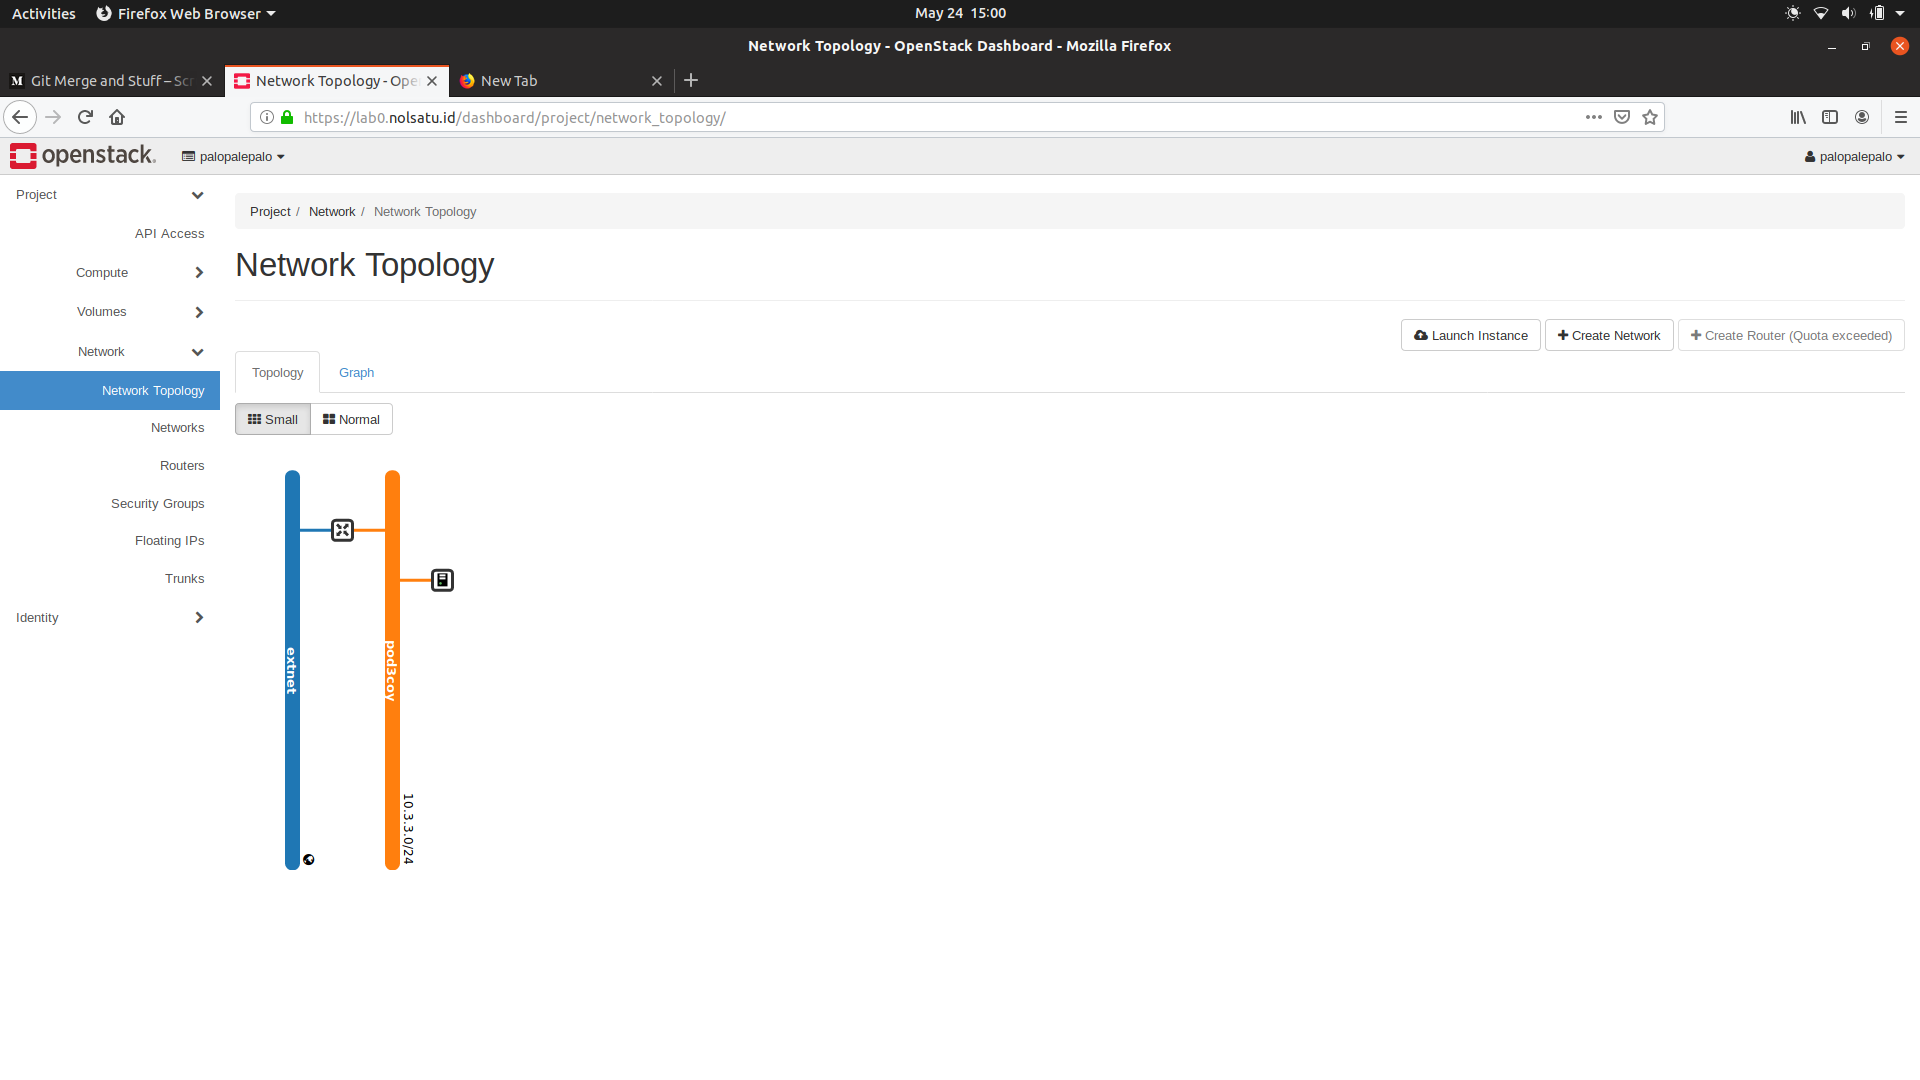 Activities Firefox Web Browser May 24 15:00
Network Topology - OpenStack Dashboard - Mozilla Firefox
Git Merge and Stuff – Scr Network Topology - Ope New Tab
https://lab0.nolsatu.id/dashboard/project/network_topology/
openstack. palopalepalo palopalepalo
Project
API Access
Compute
Volumes
Network
Network Topology
Networks
Routers
Security Groups
Floating IPs
Trunks
Identity
Project / Network / Network Topology
Network Topology
Launch Instance Create Network Create Router (Quota exceeded)
Topology Graph
Small Normal
extnet
pod3coy
10.3.3.0/24